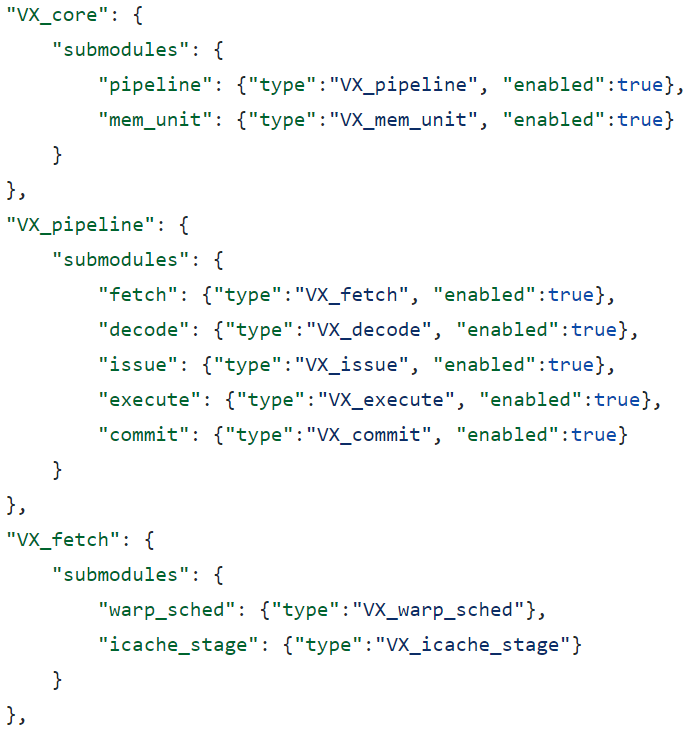 "VX_core": {
    "submodules": {
        "pipeline": {"type":"VX_pipeline", "enabled":true},
        "mem_unit": {"type":"VX_mem_unit", "enabled":true}
    }
},
"VX_pipeline": {
    "submodules": {
        "fetch": {"type":"VX_fetch", "enabled":true},
        "decode": {"type":"VX_decode", "enabled":true},
        "issue": {"type":"VX_issue", "enabled":true},
        "execute": {"type":"VX_execute", "enabled":true},
        "commit": {"type":"VX_commit", "enabled":true}
    }
},
"VX_fetch": {
    "submodules": {
        "warp_sched": {"type":"VX_warp_sched"},
        "icache_stage": {"type":"VX_icache_stage"}
    }
},